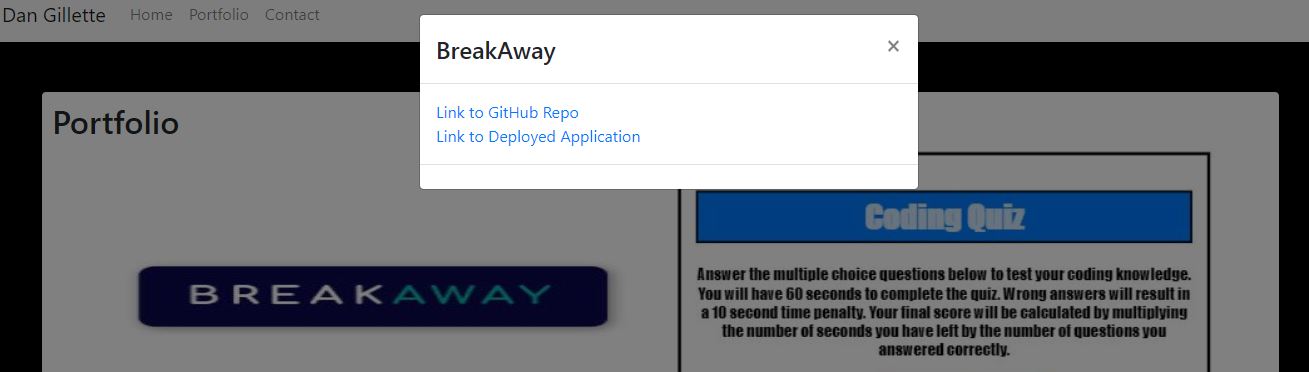 Dan Gillette Home Portfolio Contact
BreakAway ×
Link to GitHub Repo
Link to Deployed Application
Portfolio
BREAKAWAY
Coding Quiz
Answer the multiple choice questions below to test your coding knowledge.
You will have 60 seconds to complete the quiz. Wrong answers will result in
a 10 second time penalty. Your final score will be calculated by multiplying
the number of seconds you have left by the number of questions you
answered correctly.